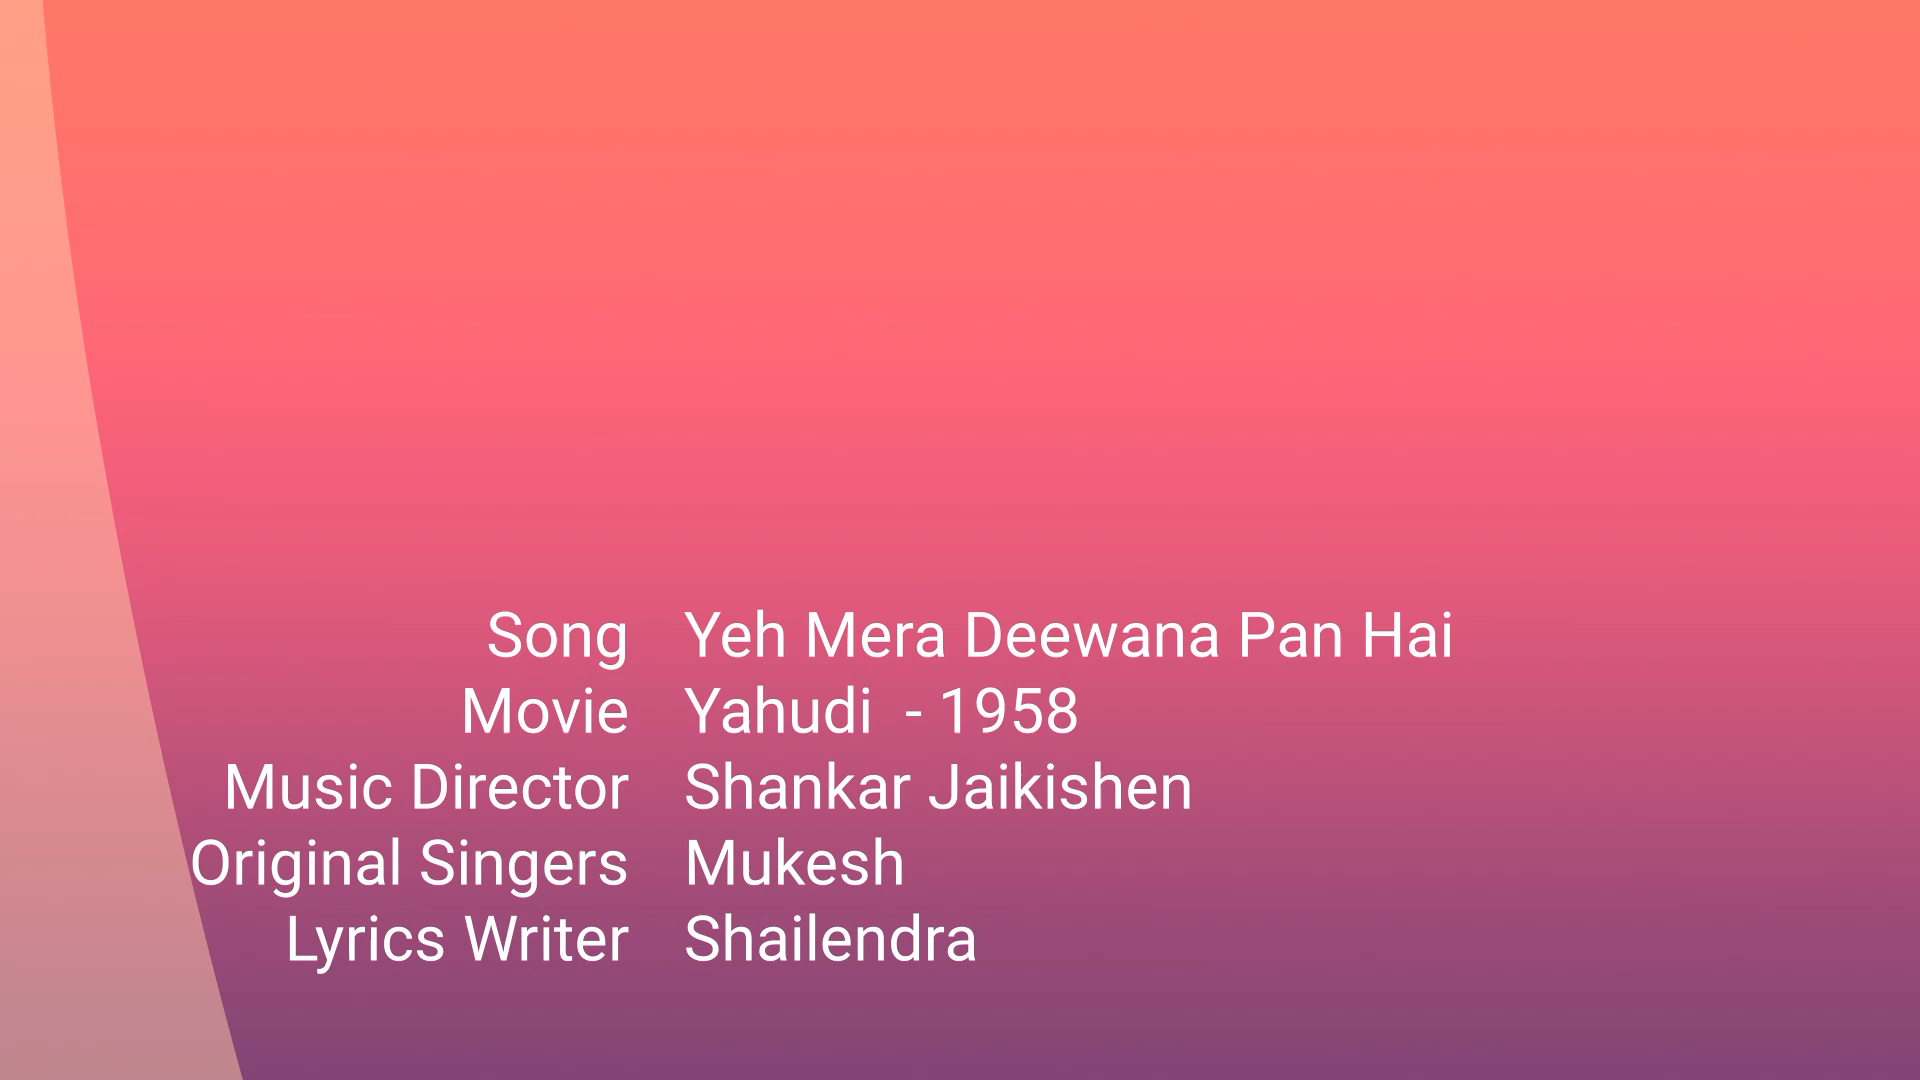 Song Yeh Mera Deewana Pan Hai
Movie Yahudi - 1958
Music Director Shankar Jaikishen
Original Singers Mukesh
Lyrics Writer Shailendra